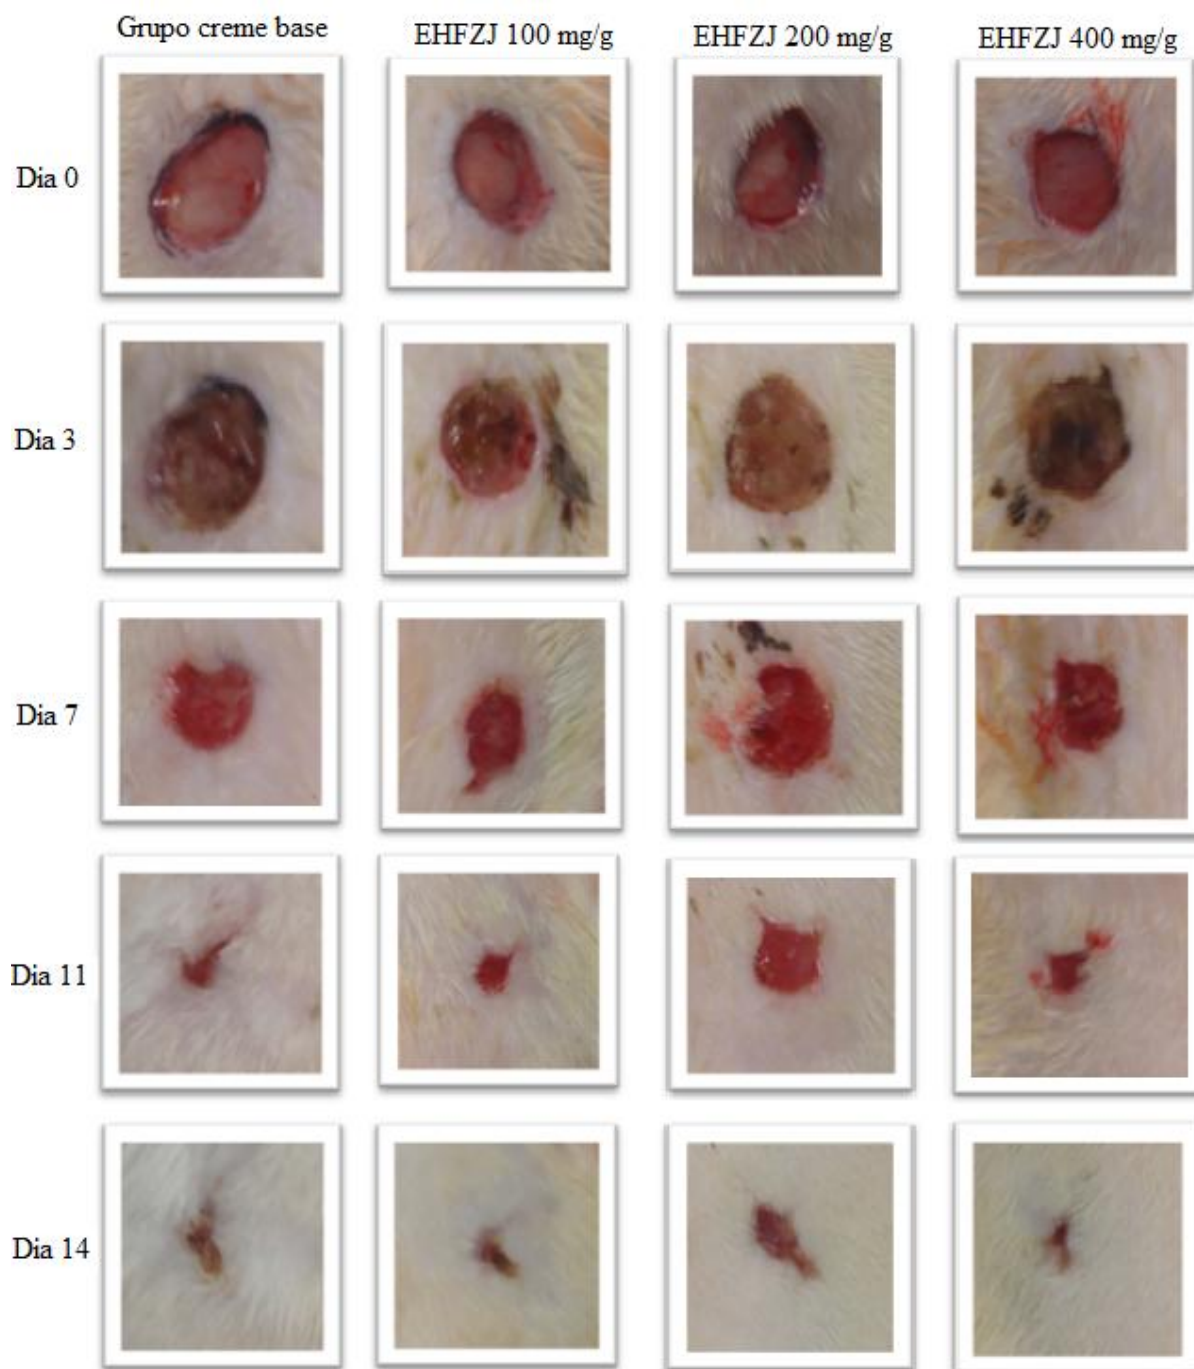 Grupo creme base
EHFZJ 100 mg/g
EHFZJ 200 mg/g
EHFZJ 400 mg/g
Dia 0
Dia 3
Dia 7
Dia 11
Dia 14